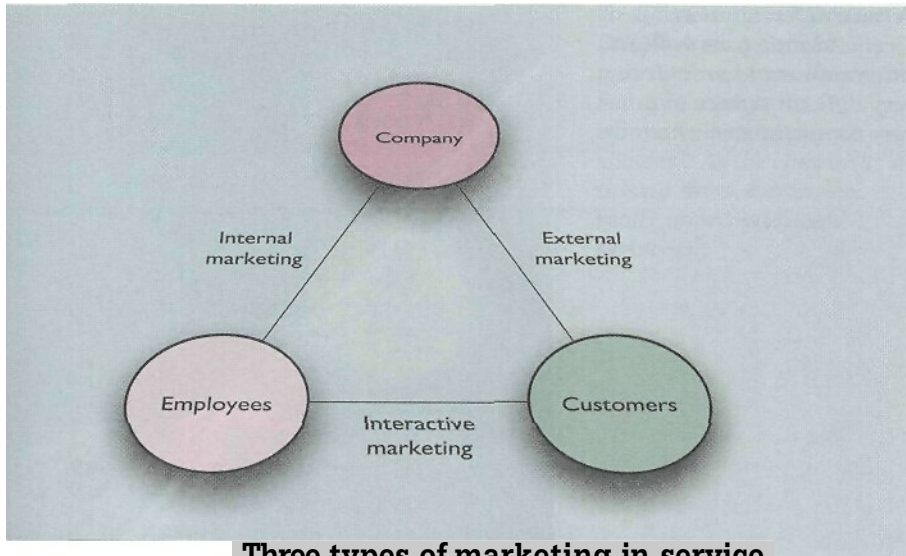 Company
Internal
marketing
External
marketing
Employees
Customers
Interactive
marketing
Three types of marketing in service